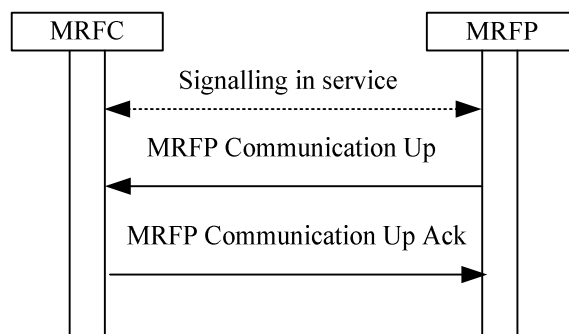 MRFC
MRFP
Signalling in service
MRFP Communication Up
MRFP Communication Up Ack